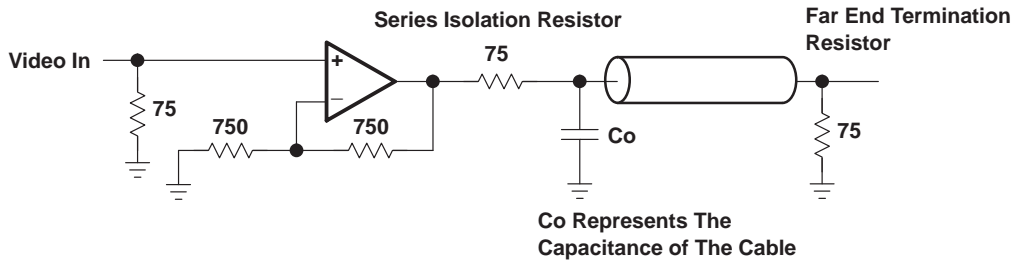 Series Isolation Resistor
Far End Termination
Resistor
Video In
75
+
−
75
750
750
Co
75
Co Represents The
Capacitance of The Cable